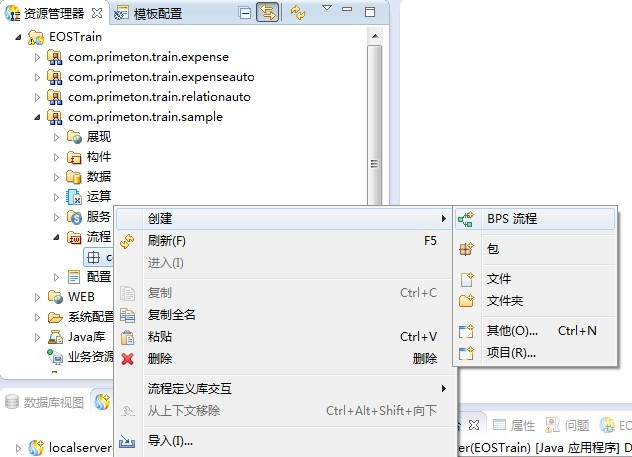 资源管理器 模板配置
EOSTrain
com.primeton.train.expense
com.primeton.train.expenseauto
com.primeton.train.relationauto
com.primeton.train.sample
展现
构件
数据
运算
服务
流程
配置
WEB
系统配置
Java库
业务资源
创建
刷新(F) F5
进入(I)
复制 Ctrl+C
复制全名
粘贴 Ctrl+V
删除 删除
流程定义库交互
从上下文移除 Ctrl+Alt+Shift+向下
导入(I)...
BPS 流程
包
文件
文件夹
其他(O)... Ctrl+N
项目(R)...
数据库视图
属性 问题 EO
localserver
ver(EOSTrain) [Java 应用程序] D